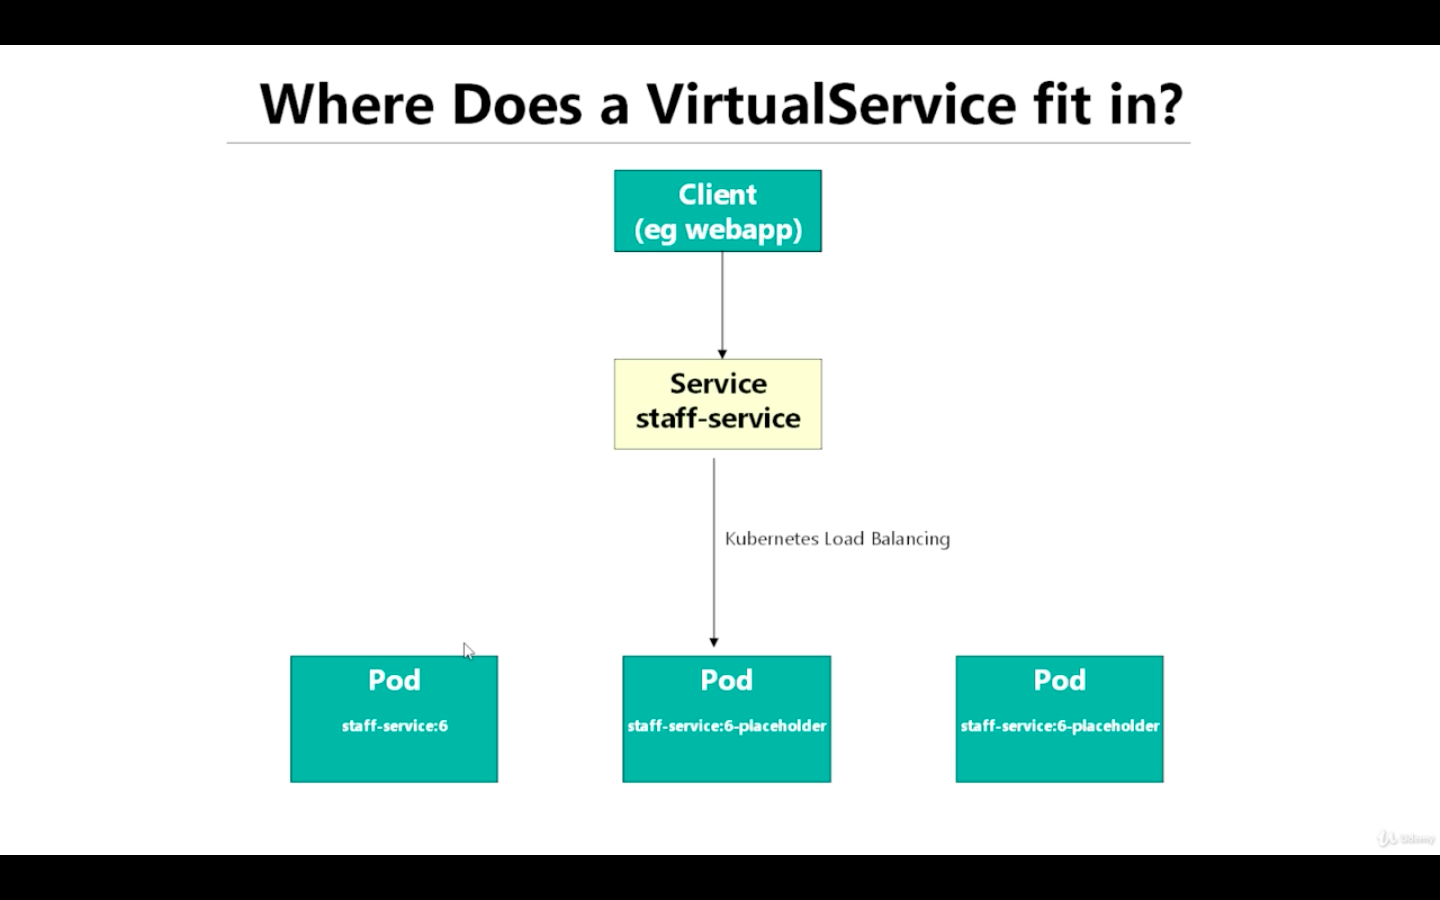 Where Does a VirtualService fit in?
Client
(eg webapp)
Service
staff-service
Kubernetes Load Balancing
Pod
staff-service:6
Pod
staff-service:6-placeholder
Pod
staff-service:6-placeholder
Udemy